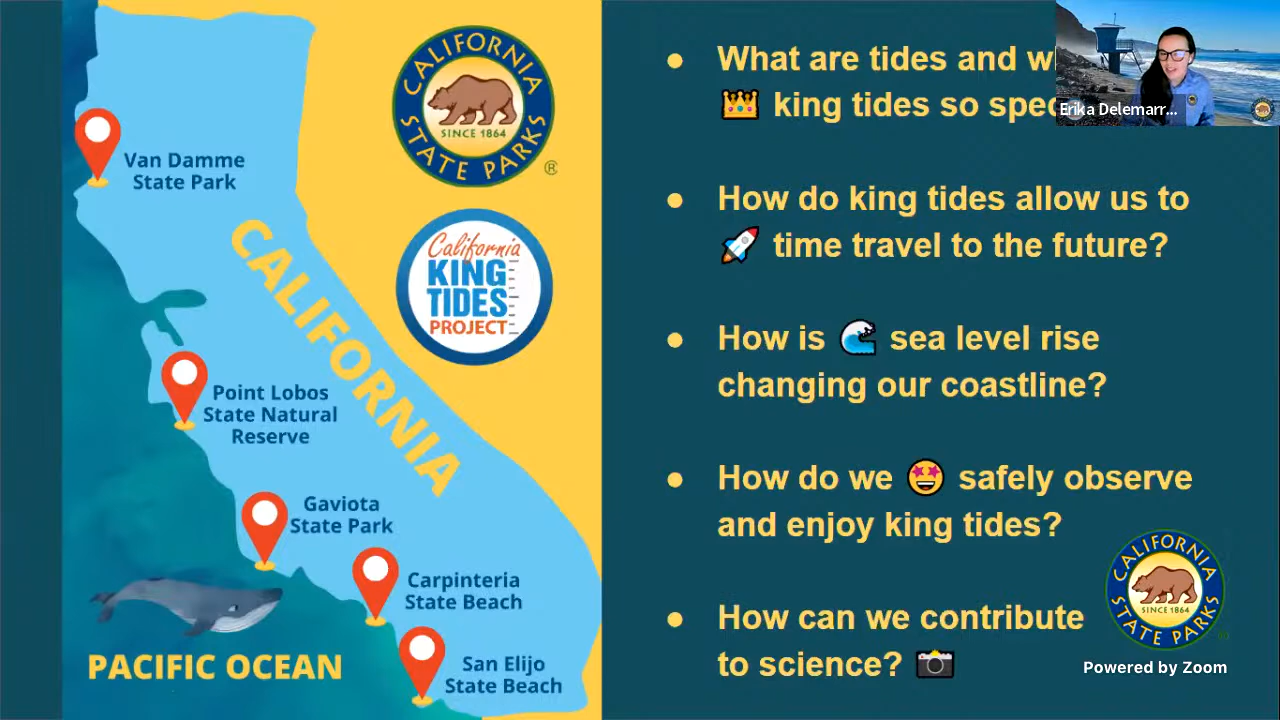 CALIFORNIA
STATE PARKS
SINCE 1864
®
California
KING
TIDES
PROJECT
Van Damme
State Park
CALIFORNIA
Point Lobos
State Natural
Reserve
Gaviota
State Park
Carpinteria
State Beach
San Elijo
State Beach
PACIFIC OCEAN
• What are tides and w
king tides so spec
Erika Delemarr...
• How do king tides allow us to
time travel to the future?
• How is sea level rise
changing our coastline?
• How do we safely observe
and enjoy king tides?
• How can we contribute
to science?
CALIFORNIA
STATE PARKS
SINCE 1864
Powered by Zoom